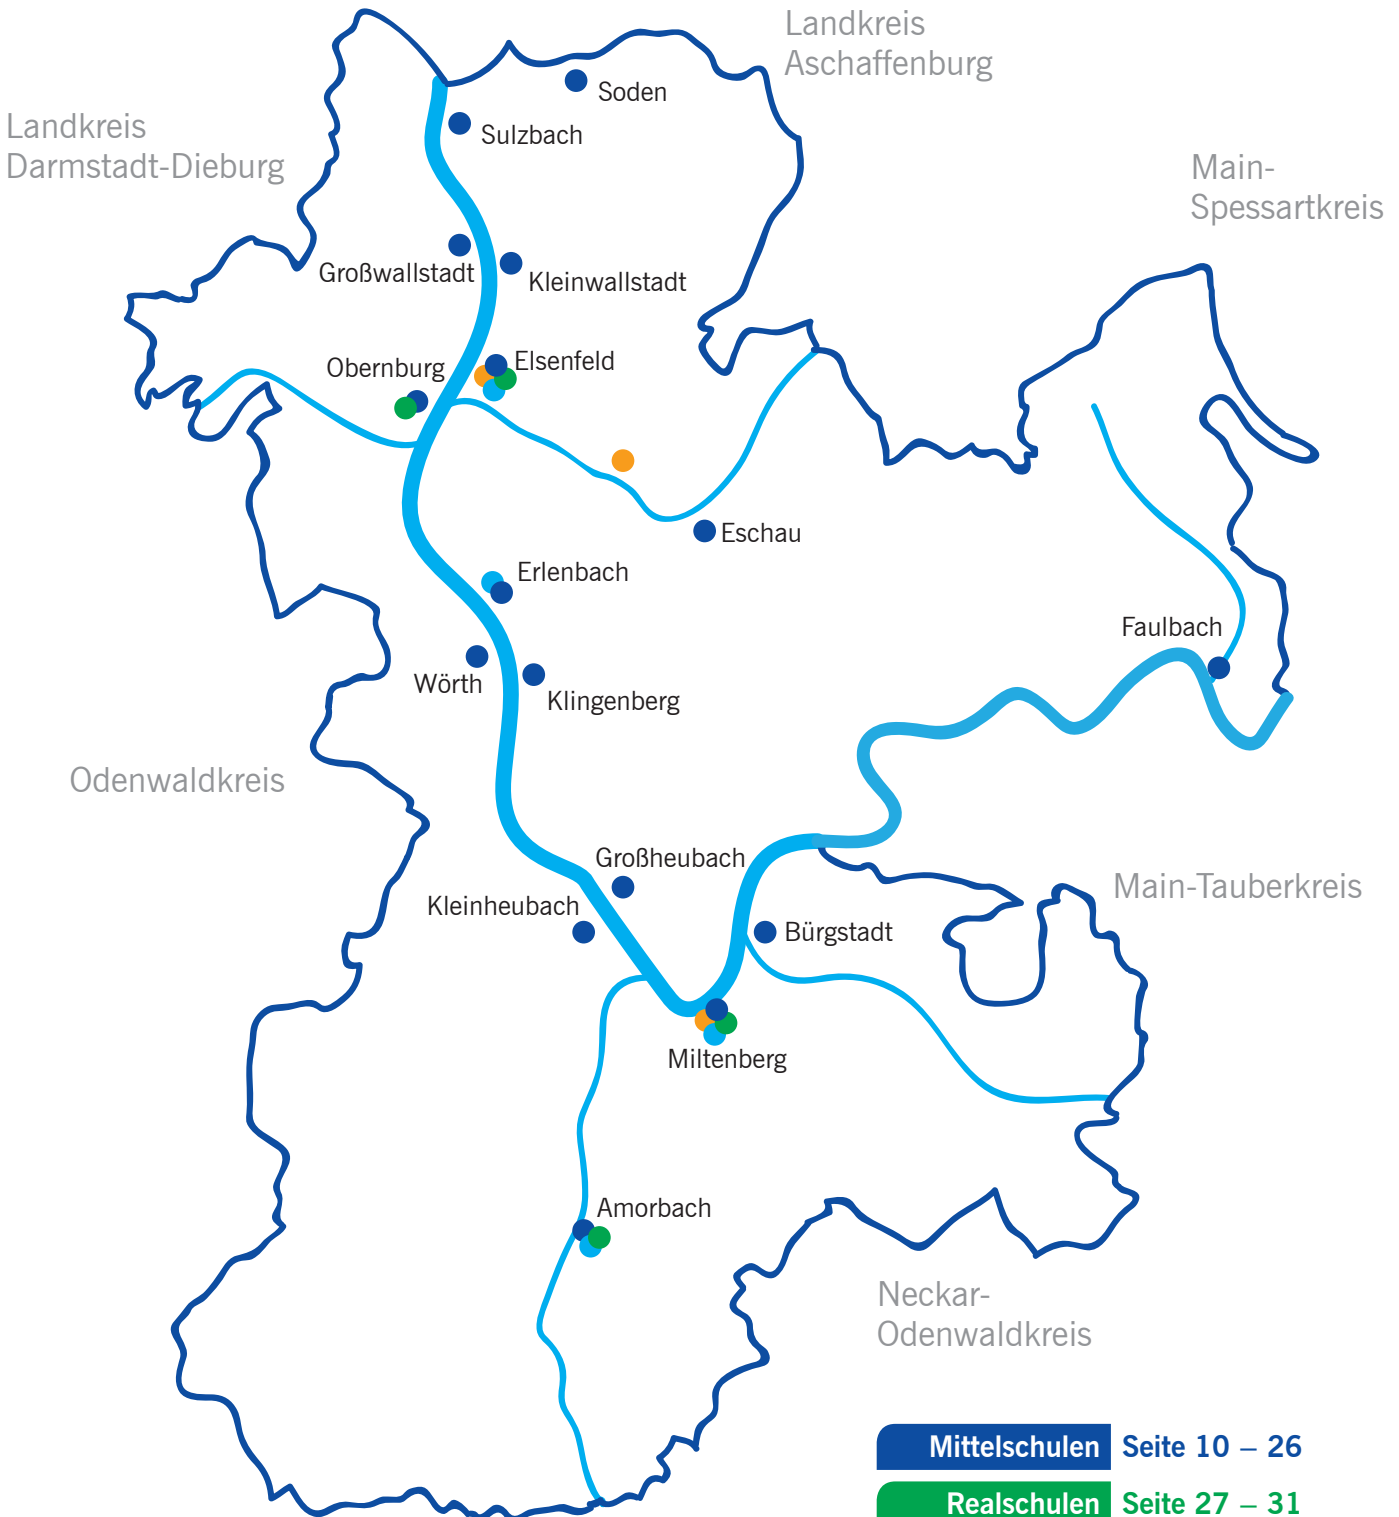 Landkreis
Aschaffenburg
Soden
Landkreis
Darmstadt-Dieburg
Sulzbach
Main-
Spessartkreis
Großwallstadt
Kleinwallstadt
Obernburg
Elsenfeld
Eschau
Erlenbach
Faulbach
Wörth
Klingenberg
Odenwaldkreis
Großheubach
Main-Tauberkreis
Kleinheubach
Bürgstadt
Miltenberg
Amorbach
Neckar-
Odenwaldkreis
Mittelschulen Seite 10 – 26
Realschulen Seite 27 – 31